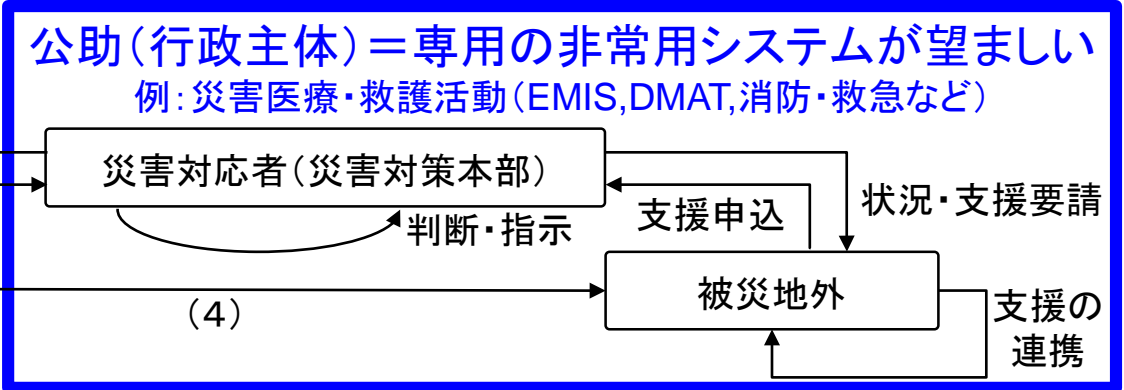 公助（行政主体）＝専用の非常用システムが望ましい
例：災害医療・救護活動（EMIS,DMAT,消防・救急など）
災害対応者（災害対策本部）
判断・指示
支援申込
状況・支援要請
被災地外
（４）
支援の
連携